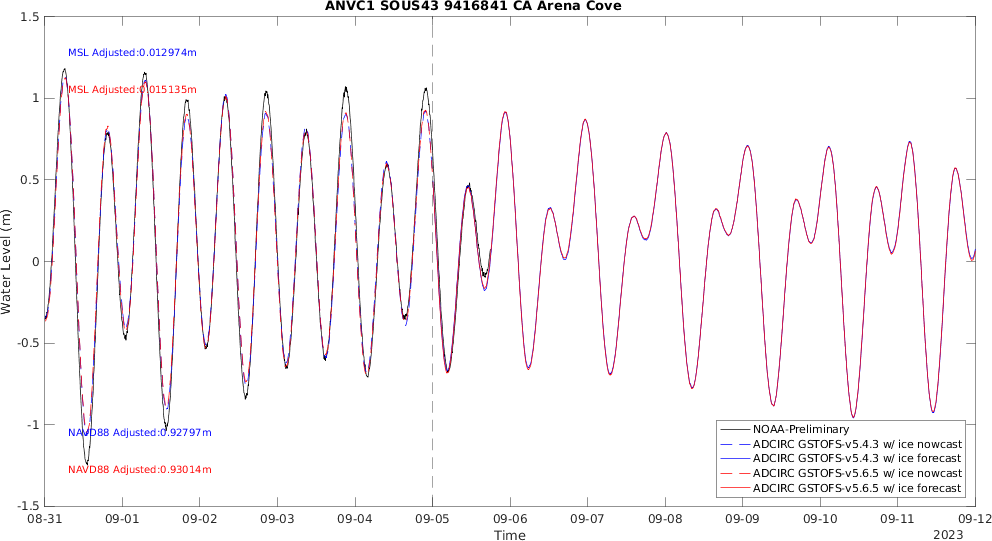 ANVC1 SOUS43 9416841 CA Arena Cove
1.5
1
0.5
0
-0.5
-1
-1.5
Water Level (m)
MSL Adjusted:0.012974m
MSL Adjusted:0.015135m
NAVD88 Adjusted:0.92797m
NAVD88 Adjusted:0.93014m
NOAA-Preliminary
ADCIRC GSTOFS-v5.4.3 w/ ice nowcast
ADCIRC GSTOFS-v5.4.3 w/ ice forecast
ADCIRC GSTOFS-v5.6.5 w/ ice nowcast
ADCIRC GSTOFS-v5.6.5 w/ ice forecast
08-31 09-01 09-02 09-03 09-04 09-05 09-06 09-07 09-08 09-09 09-10 09-11 09-12
Time
2023